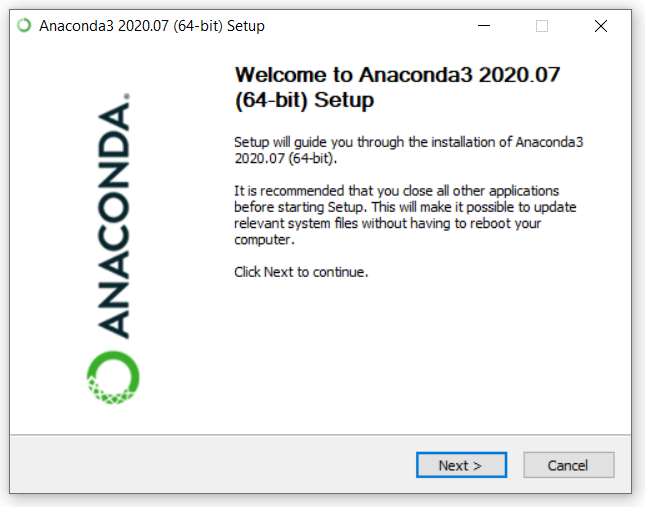 Anaconda3 2020.07 (64-bit) Setup
Welcome to Anaconda3 2020.07
(64-bit) Setup
Setup will guide you through the installation of Anaconda3
2020.07 (64-bit).
It is recommended that you close all other applications
before starting Setup. This will make it possible to update
relevant system files without having to reboot your
computer.
Click Next to continue.
ANACONDA.
Next >
Cancel